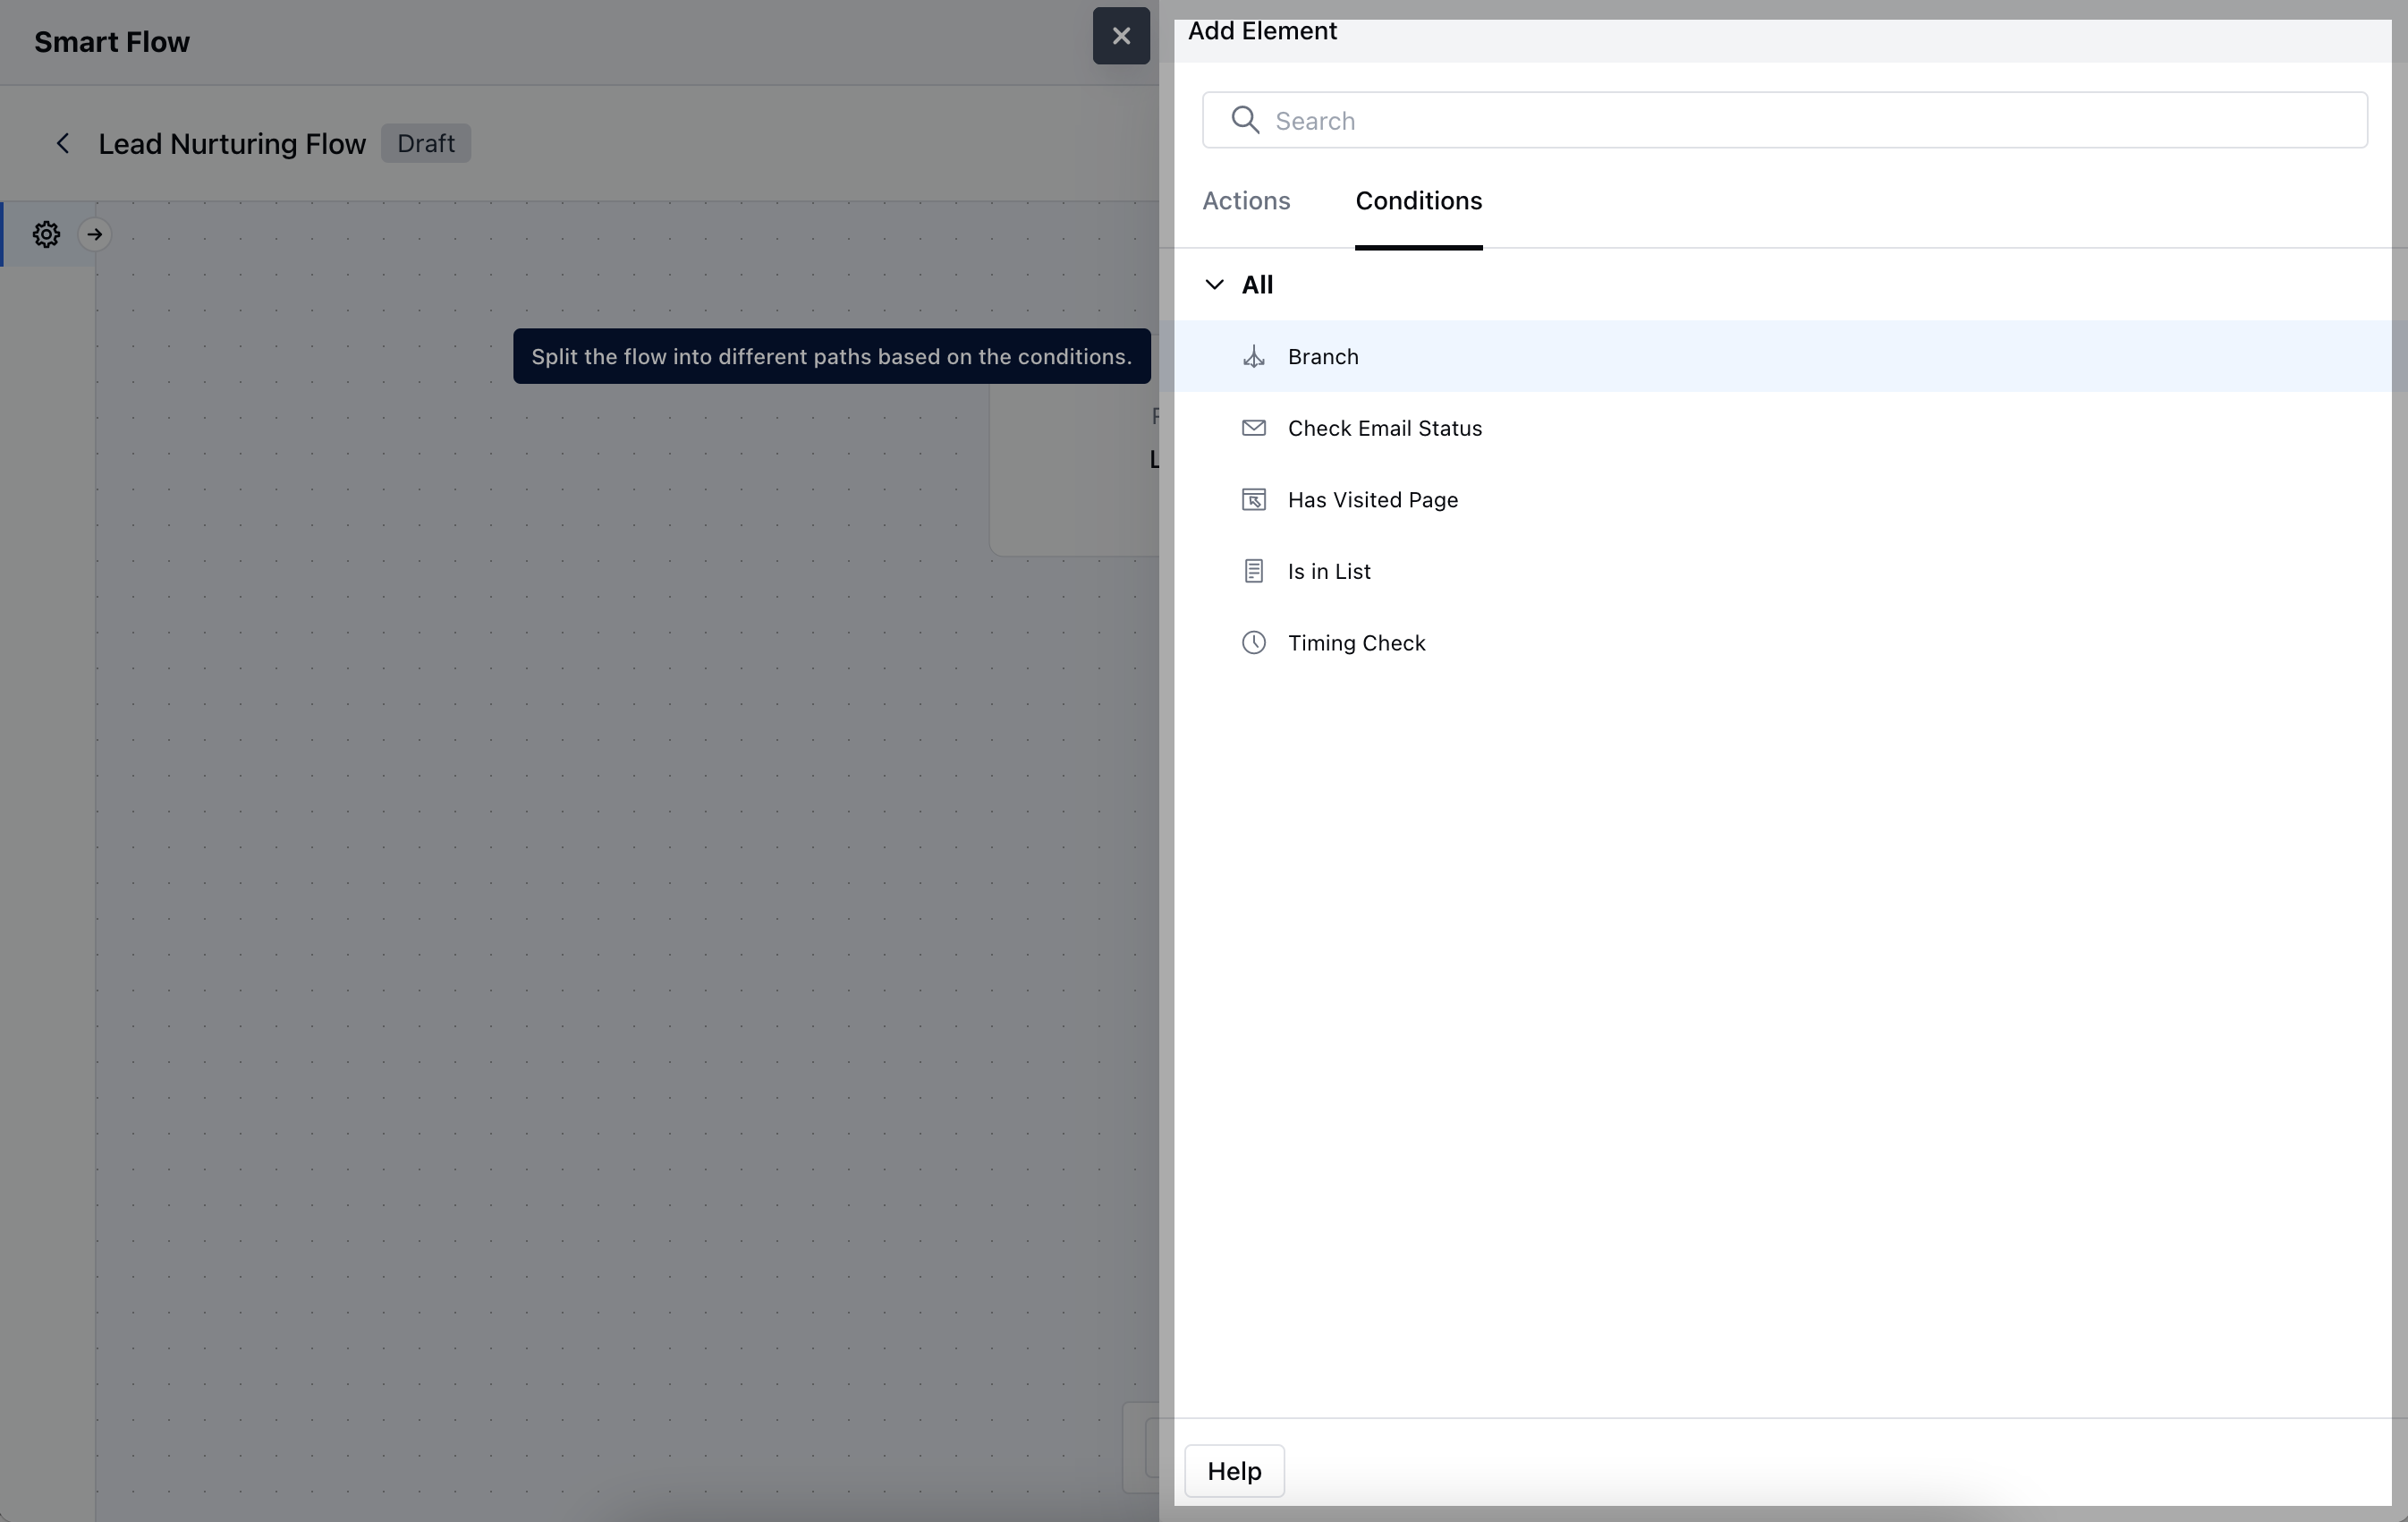 Smart Flow
Lead Nurturing Flow
Draft
Split the flow into different paths based on the conditions.
Add Element
Search
Actions
Conditions
All
Branch
Check Email Status
Has Visited Page
Is in List
Timing Check
Help